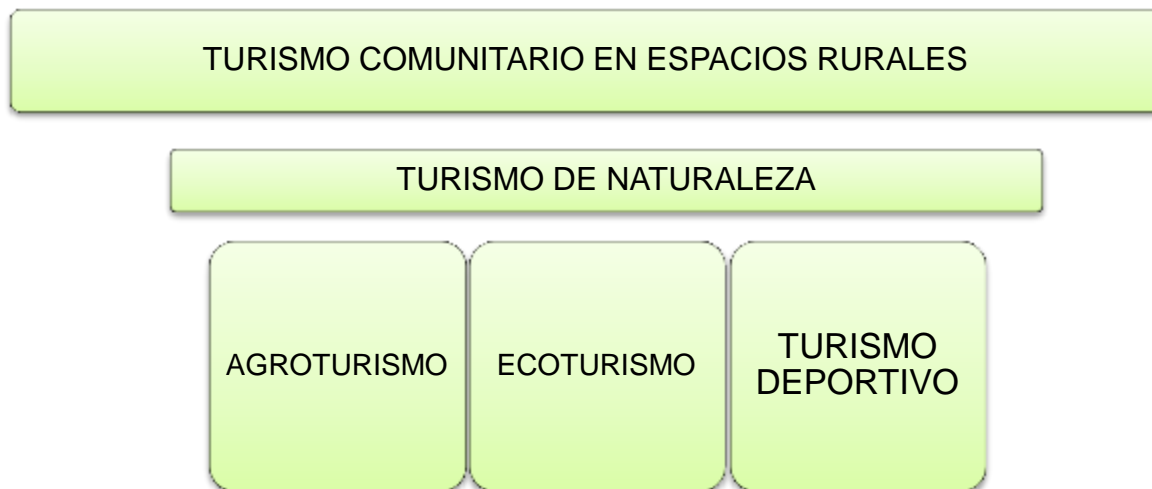 TURISMO COMUNITARIO EN ESPACIOS RURALES
TURISMO DE NATURALEZA
AGROTURISMO
ECOTURISMO
TURISMO
DEPORTIVO